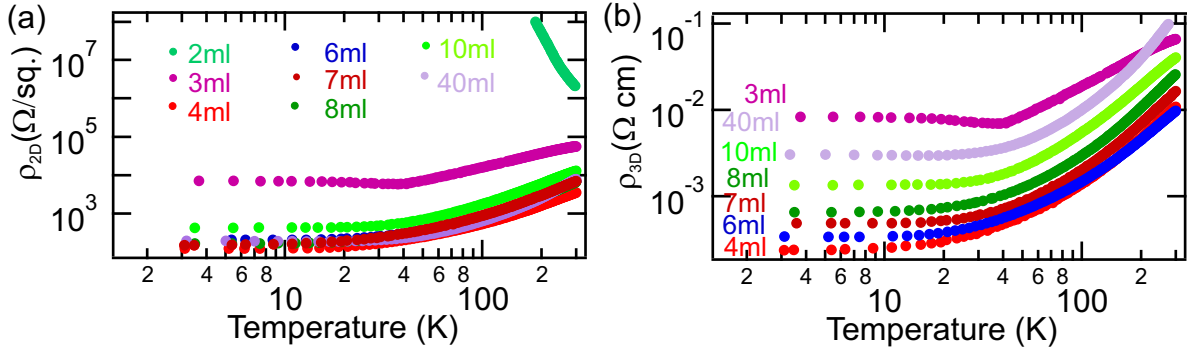 (a)
ρ2D(Ω/sq.)
10^7
10^5
10^3
2ml
3ml
4ml
6ml
7ml
8ml
10ml
40ml
2 4 6 8 10 2 4 6 8 100 2
Temperature (K)
(b)
ρ3D(Ω cm)
10^-1
10^-2
10^-3
3ml
40ml
10ml
8ml
7ml
6ml
4ml
2 4 6 8 10 2 4 6 8 100 2
Temperature (K)